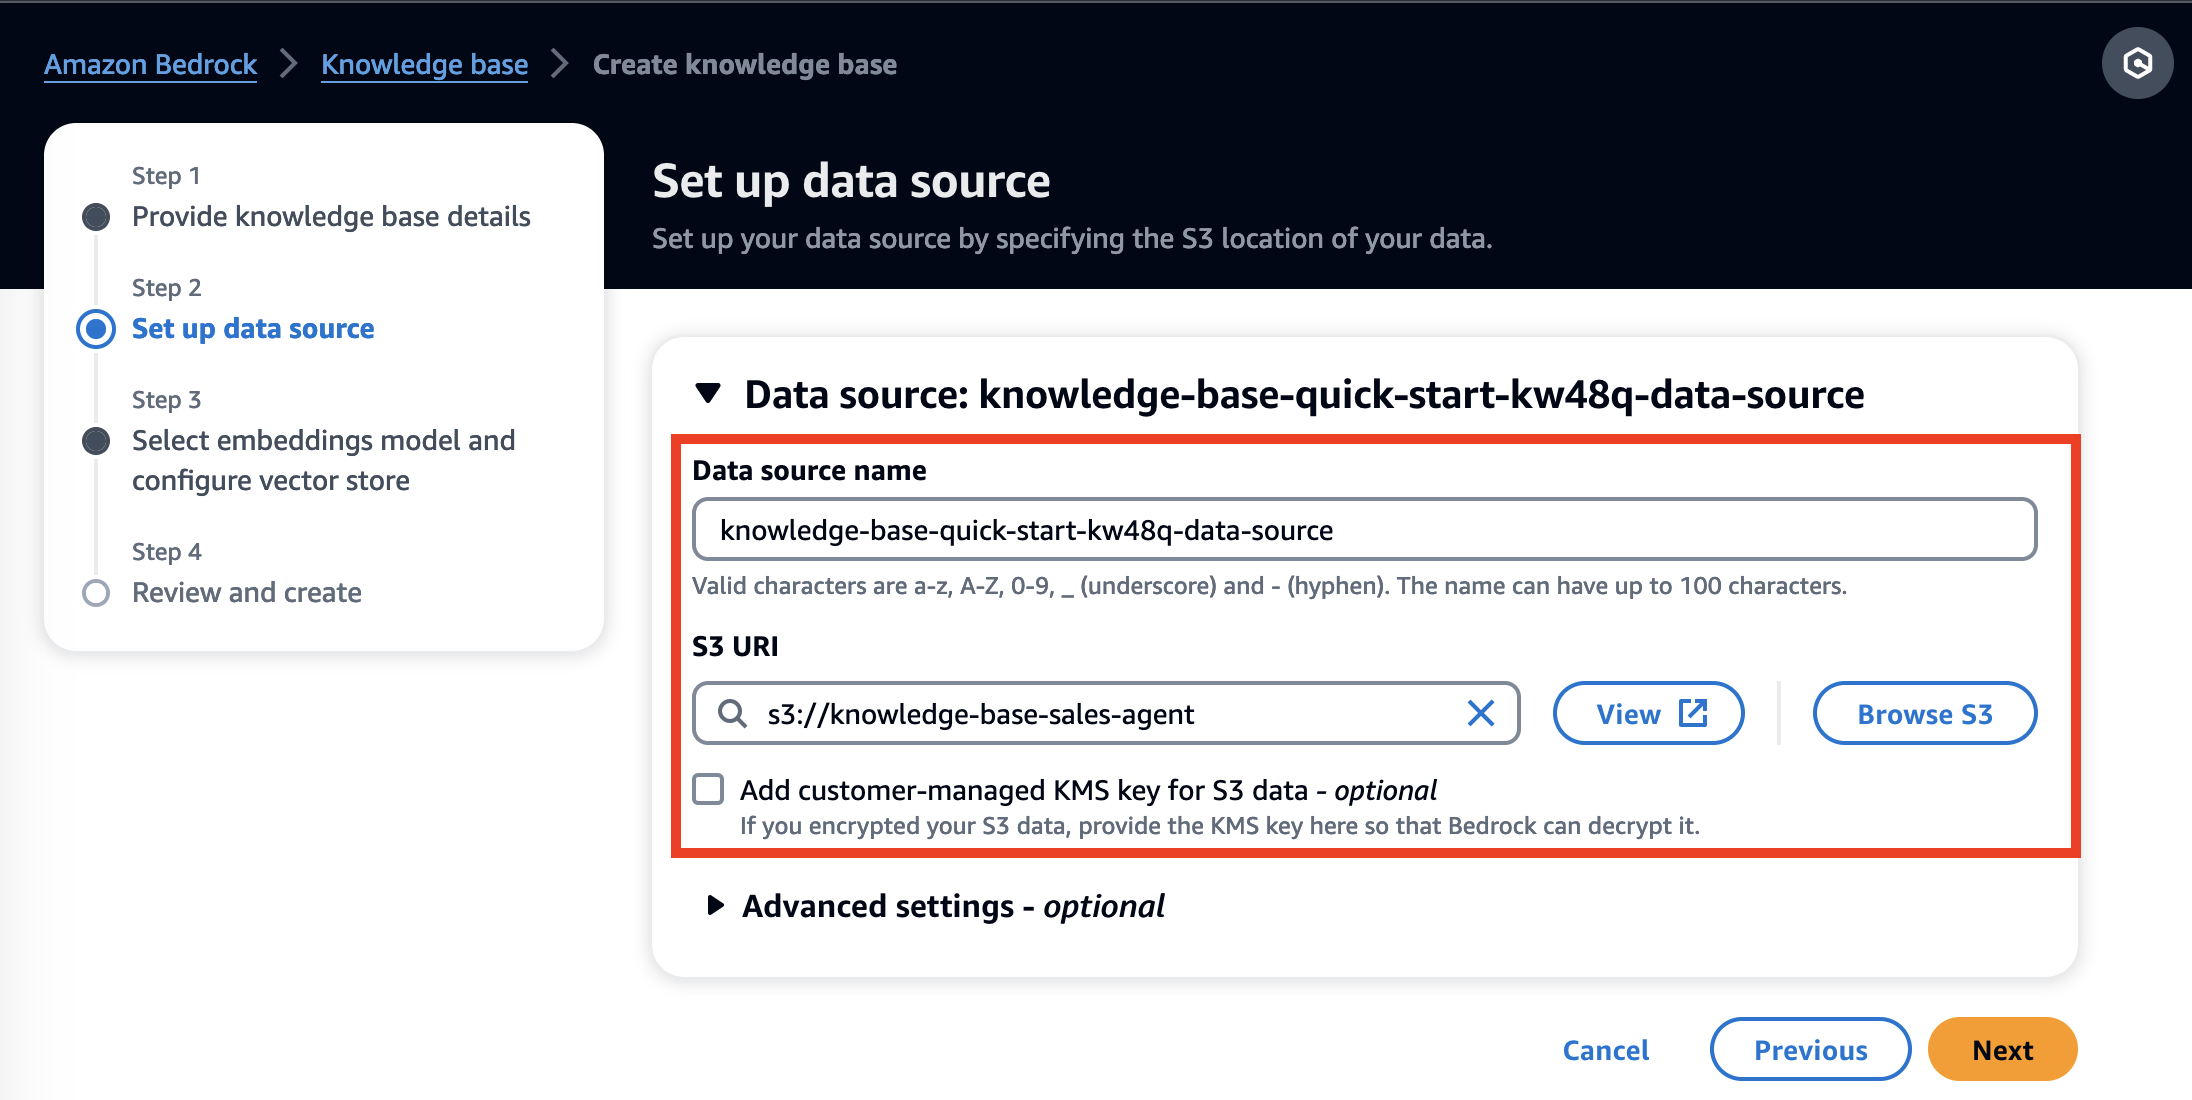 Amazon Bedrock > Knowledge base > Create knowledge base
Step 1
Provide knowledge base details
Step 2
Set up data source
Step 3
Select embeddings model and
configure vector store
Step 4
Review and create
Set up data source
Set up your data source by specifying the S3 location of your data.
Data source: knowledge-base-quick-start-kw48q-data-source
Data source name
knowledge-base-quick-start-kw48q-data-source
Valid characters are a-z, A-Z, 0-9, _ (underscore) and - (hyphen). The name can have up to 100 characters.
S3 URI
s3://knowledge-base-sales-agent
View
Browse S3
Add customer-managed KMS key for S3 data - optional
If you encrypted your S3 data, provide the KMS key here so that Bedrock can decrypt it.
Advanced settings - optional
Cancel
Previous
Next